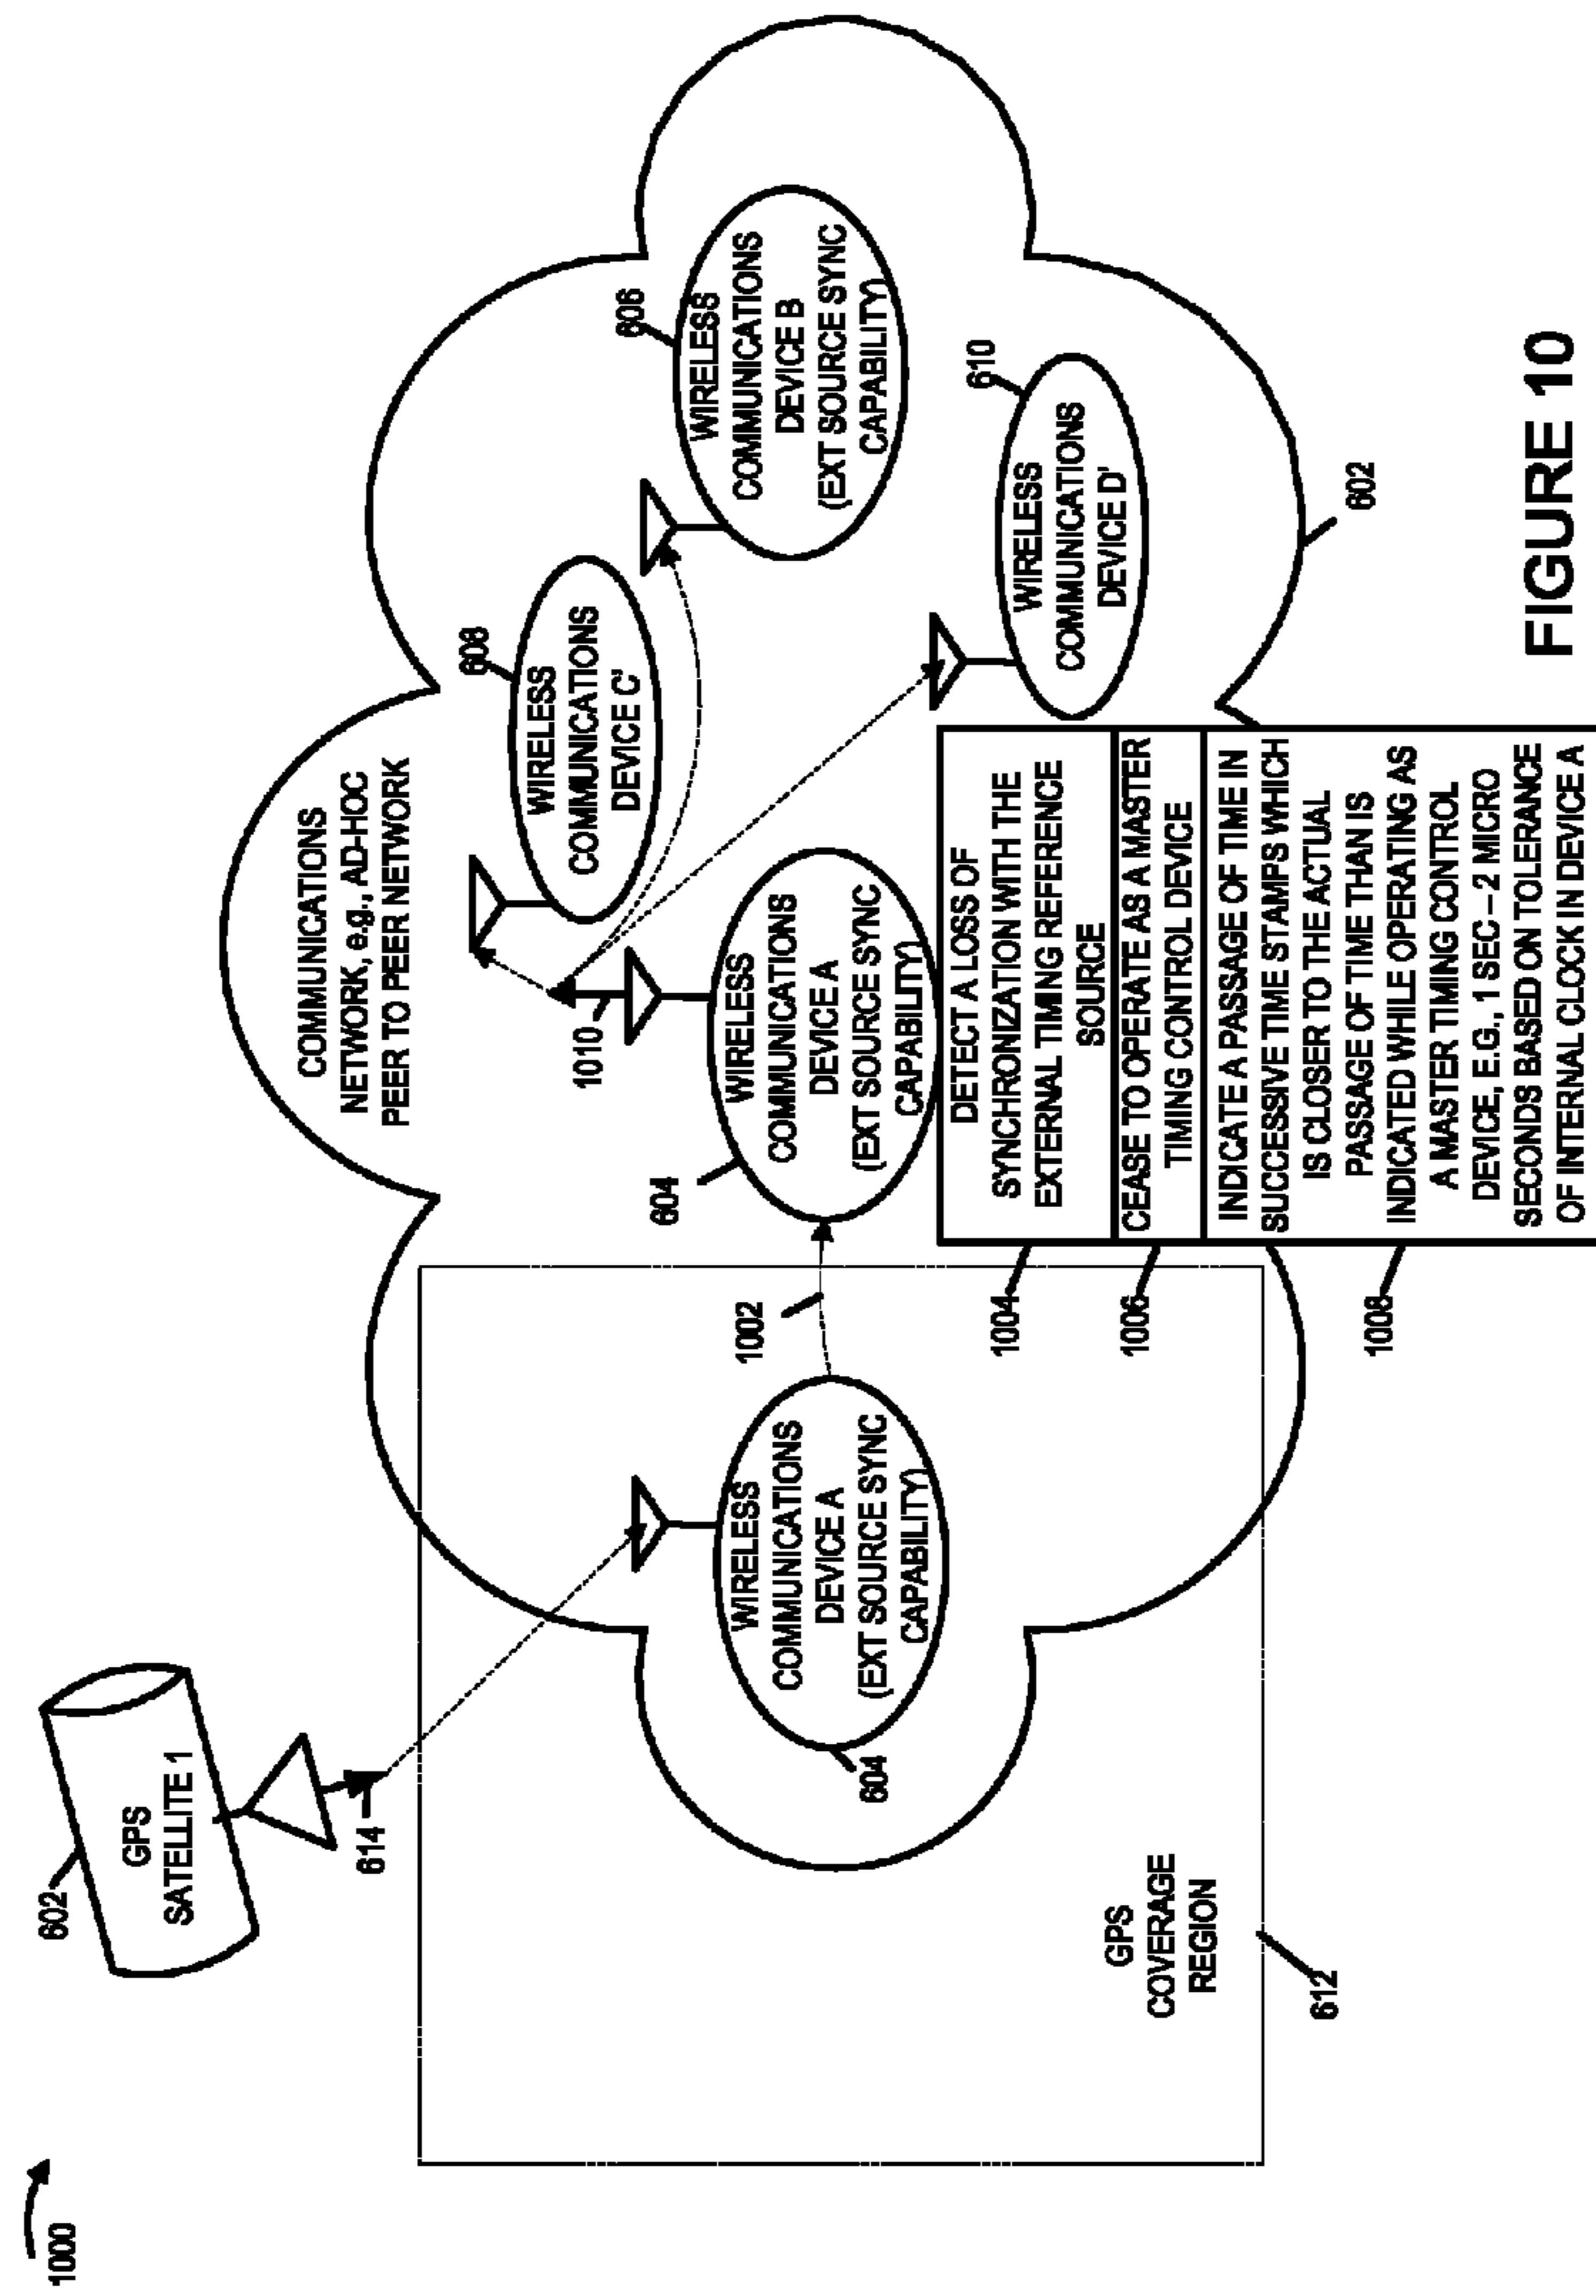 1000
602
GPS
SATELLITE 1
614
COMMUNICATIONS
NETWORK, e.g., AD-HOC
PEER TO PEER NETWORK
608
WIRELESS
COMMUNICATIONS
DEVICE C'
606
WIRELESS
COMMUNICATIONS
DEVICE B
(EXT SOURCE SYNC
CAPABILITY)
1010
WIRELESS
COMMUNICATIONS
DEVICE A
(EXT SOURCE SYNC
CAPABILITY)
604
1002
WIRELESS
COMMUNICATIONS
DEVICE A
(EXT SOURCE SYNC
CAPABILITY)
604
610
WIRELESS
COMMUNICATIONS
DEVICE D'
GPS
COVERAGE
REGION
612
1004
DETECT A LOSS OF
SYNCHRONIZATION WITH THE
EXTERNAL TIMING REFERENCE
SOURCE
1006
CEASE TO OPERATE AS A MASTER
TIMING CONTROL DEVICE
1008
INDICATE A PASSAGE OF TIME IN
SUCCESSIVE TIME STAMPS WHICH
IS CLOSER TO THE ACTUAL
PASSAGE OF TIME THAN IS
INDICATED WHILE OPERATING AS
A MASTER TIMING CONTROL
DEVICE, E.G., 1 SEC – 2 MICRO
SECONDS BASED ON TOLERANCE
OF INTERNAL CLOCK IN DEVICE A
602
FIGURE 10